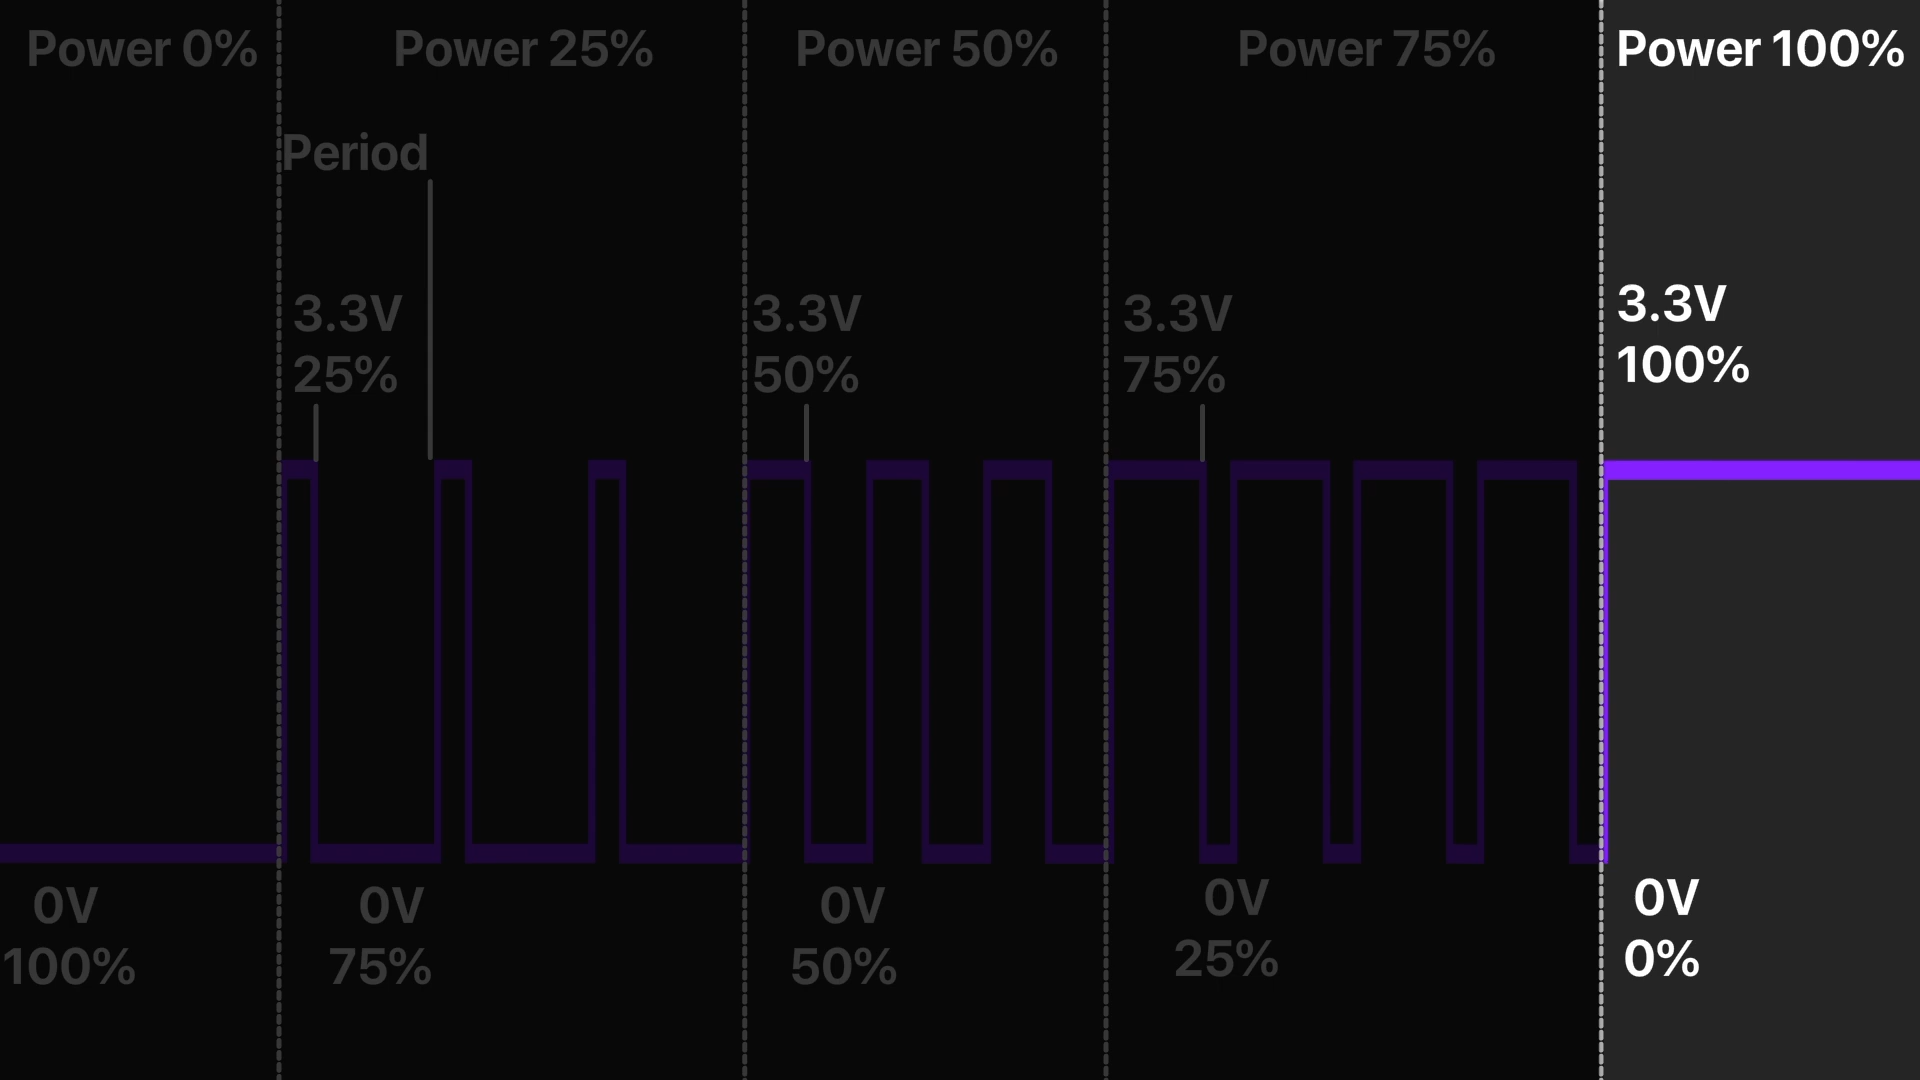 Power 0%
Power 25%
Power 50%
Power 75%
Power 100%
Period
3.3V
25%
3.3V
50%
3.3V
75%
3.3V
100%
0V
100%
0V
75%
0V
50%
0V
25%
0V
0%